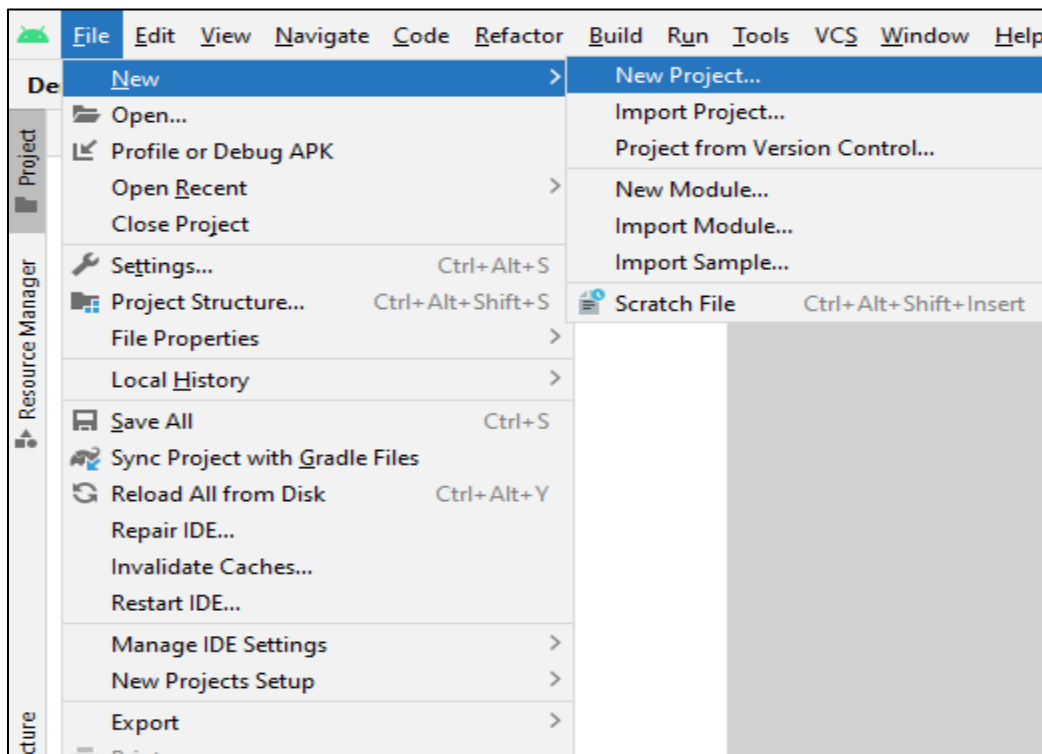 File Edit View Navigate Code Refactor Build Run Tools VCS Window Help
De
Project
Resource Manager
New
Open...
Profile or Debug APK
Open Recent
Close Project
Settings... Ctrl+Alt+S
Project Structure... Ctrl+Alt+Shift+S
File Properties
Local History
Save All Ctrl+S
Sync Project with Gradle Files
Reload All from Disk Ctrl+Alt+Y
Repair IDE...
Invalidate Caches...
Restart IDE...
Manage IDE Settings
New Projects Setup
Export
New Project...
Import Project...
Project from Version Control...
New Module...
Import Module...
Import Sample...
Scratch File Ctrl+Alt+Shift+Insert
cture